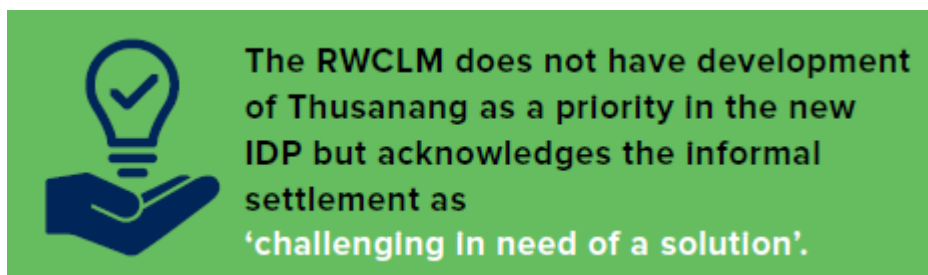 The RWCLM does not have development
of Thusanang as a priority in the new
IDP but acknowledges the informal
settlement as
‘challenging in need of a solution’.